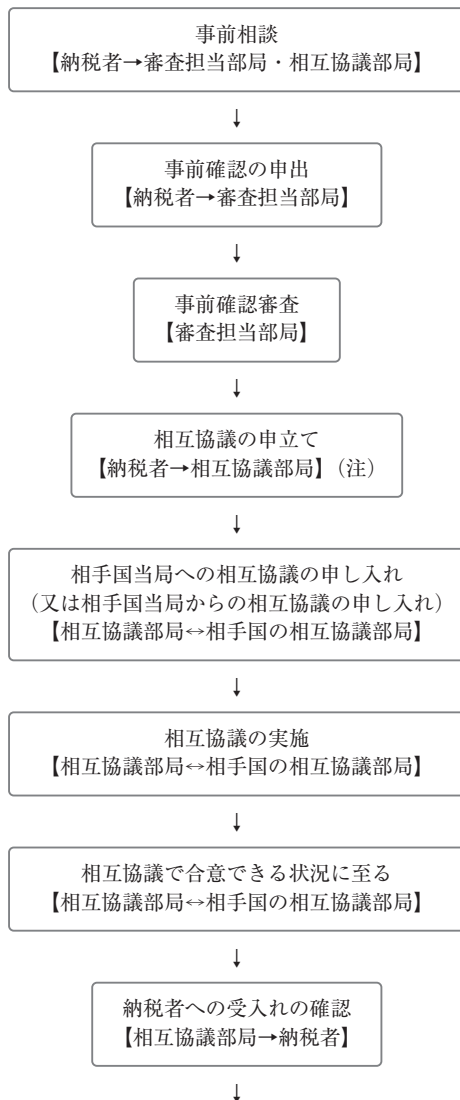 事前相談
【納税者→審査担当部局・相互協議部局】
↓
事前確認の申出
【納税者→審査担当部局】
↓
事前確認審査
【審査担当部局】
↓
相互協議の申立て
【納税者→相互協議部局】（注）
↓
相手国当局への相互協議の申し入れ
（又は相手国当局からの相互協議の申し入れ）
【相互協議部局↔相手国の相互協議部局】
↓
相互協議の実施
【相互協議部局↔相手国の相互協議部局】
↓
相互協議で合意できる状況に至る
【相互協議部局↔相手国の相互協議部局】
↓
納税者への受入れの確認
【相互協議部局→納税者】
↓